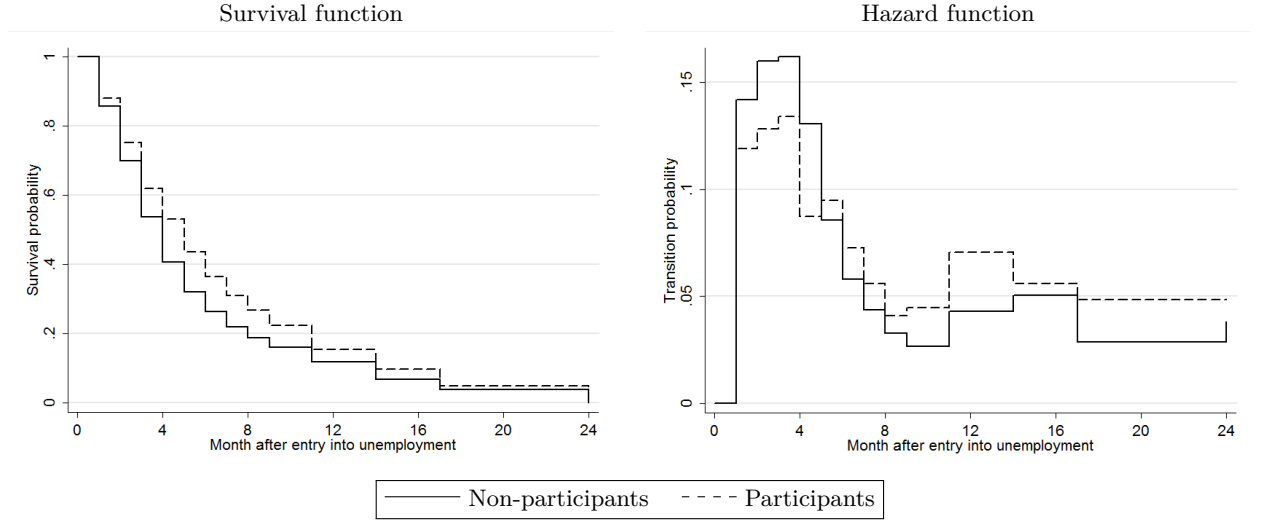 Survival function
1
.8
.6
.4
.2
0
Survival probability
0 4 8 12 16 20 24
Month after entry into unemployment
Hazard function
.15
.1
.05
0
Transition probability
0 4 8 12 16 20 24
Month after entry into unemployment
Non-participants Participants